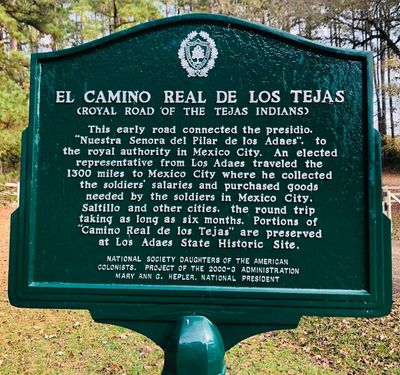 EL CAMINO REAL DE LOS TEJAS
(ROYAL ROAD OF THE TEJAS INDIANS)
This early road connected the presidio,
"Nuestra Senora del Pilar de los Adaes", to
the royal authority in Mexico City. An elected
representative from Los Adaes traveled the
1300 miles to Mexico City where he collected
the soldiers' salaries and purchased goods
needed by the soldiers in Mexico City,
Saltillo and other cities, the round trip
taking as long as six months. Portions of
"Camino Real de los Tejas" are preserved
at Los Adaes State Historic Site.
NATIONAL SOCIETY DAUGHTERS OF THE AMERICAN
COLONISTS, PROJECT OF THE 2000-3 ADMINISTRATION
MARY ANN G. HEPLER, NATIONAL PRESIDENT